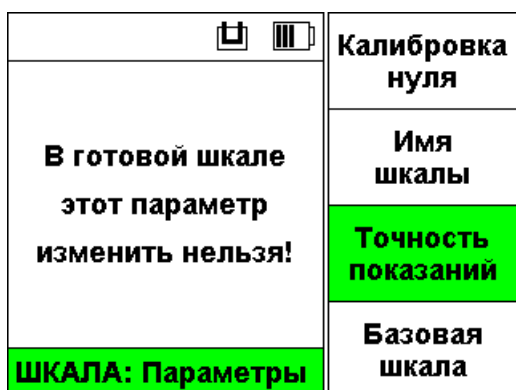 В готовой шкале
этот параметр
изменить нельзя!
ШКАЛА: Параметры
Калибровка
нуля
Имя
шкалы
Точность
показаний
Базовая
шкала